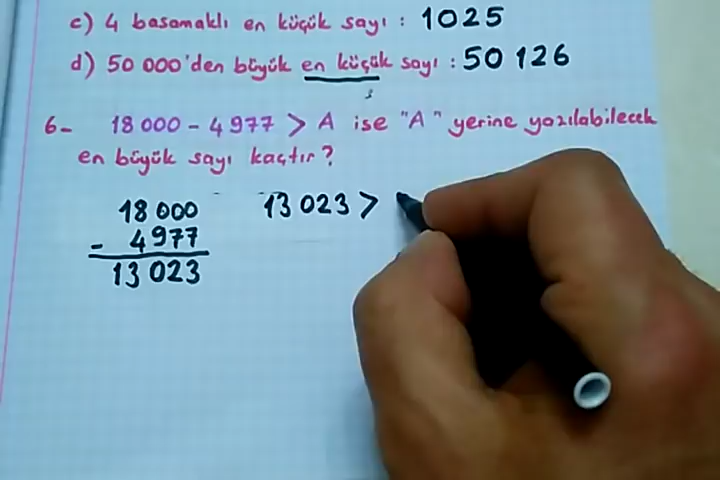 c) 4 basamaklı en küçük sayı : 1025
d) 50 000'den büyük en küçük sayı : 50 126
6- 18 000 - 4 977 > A ise "A" yerine yazılabilecek
en büyük sayı kaçtır?
18 000
- 4 977
13 023
13 023 >